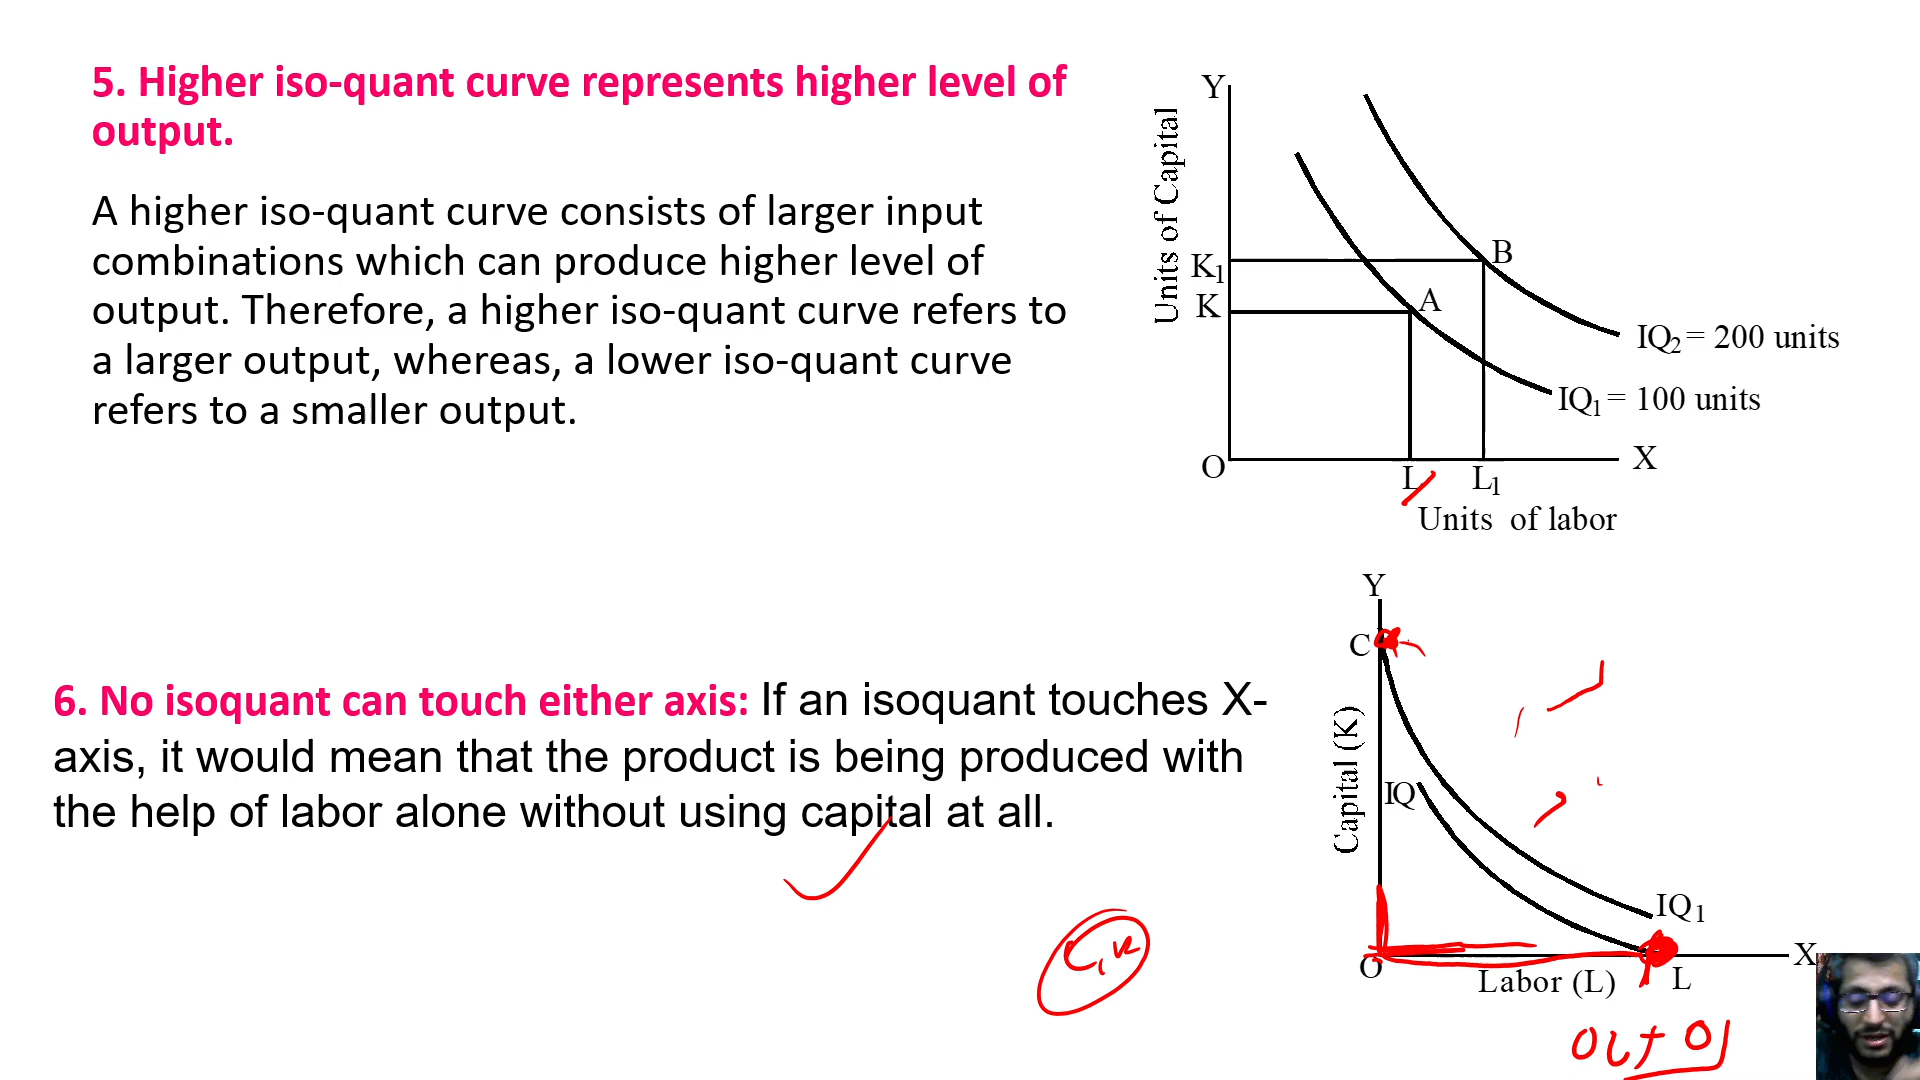 5. Higher iso-quant curve represents higher level of
output.
A higher iso-quant curve consists of larger input
combinations which can produce higher level of
output. Therefore, a higher iso-quant curve refers to
a larger output, whereas, a lower iso-quant curve
refers to a smaller output.
Y
Units of Capital
K1
K
B
A
IQ2 = 200 units
IQ1 = 100 units
O
L
L1
X
Units of labor
6. No isoquant can touch either axis: If an isoquant touches X-
axis, it would mean that the product is being produced with
the help of labor alone without using capital at all.
Y
C
Capital (K)
IQ
IQ1
O
Labor (L)
L
X
out